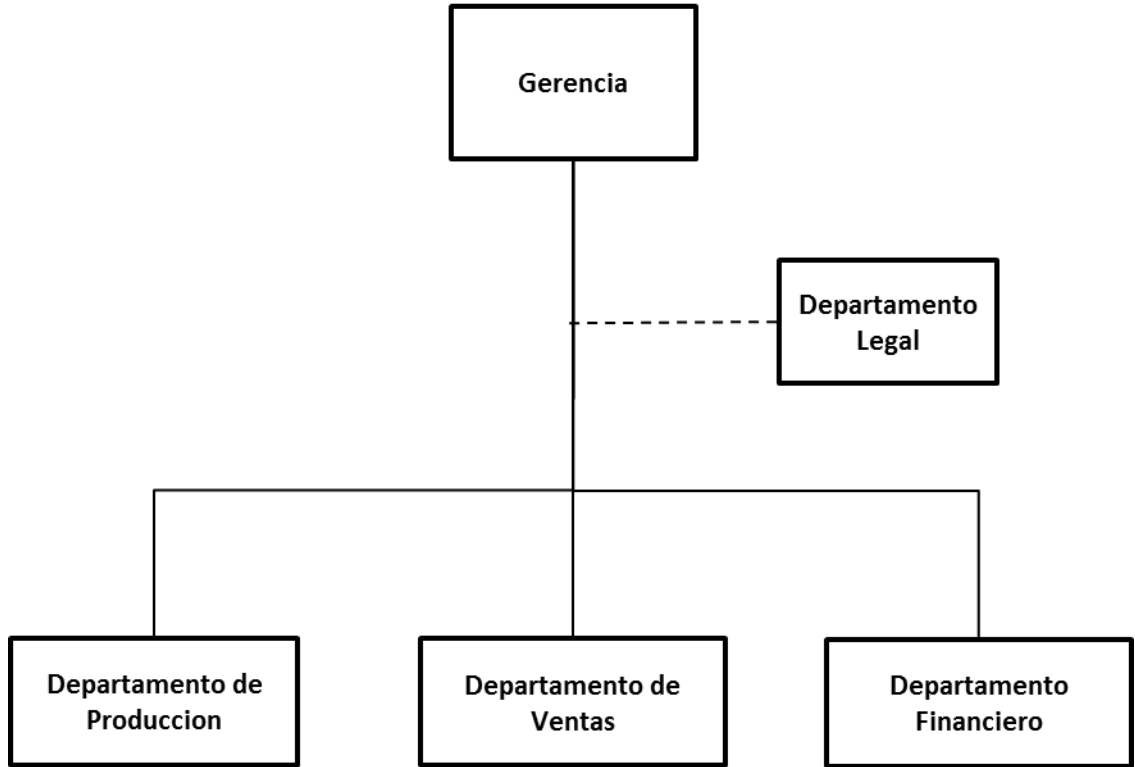 Gerencia
Departamento
Legal
Departamento de
Produccion
Departamento de
Ventas
Departamento
Financiero